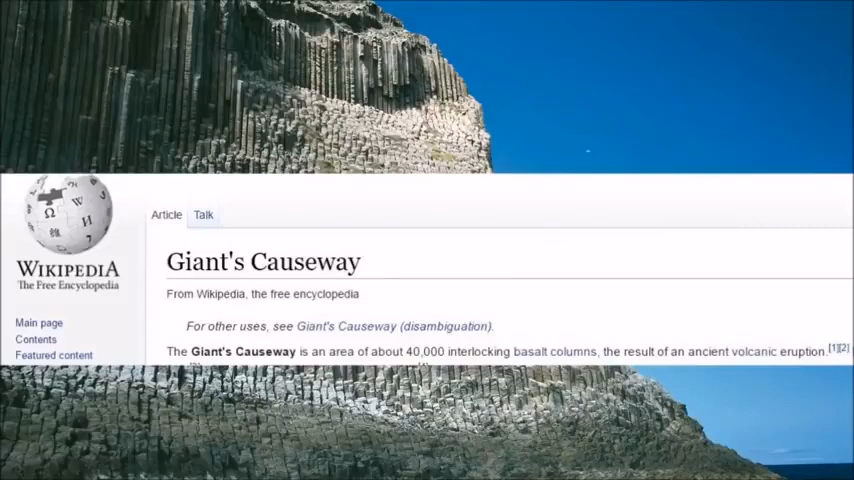 Article Talk
Giant's Causeway
WIKIPEDIA
The Free Encyclopedia
From Wikipedia, the free encyclopedia
Main page
For other uses, see Giant's Causeway (disambiguation).
Contents
Featured content
The Giant's Causeway is an area of about 40,000 interlocking basalt columns, the result of an ancient volcanic eruption.[1][2]